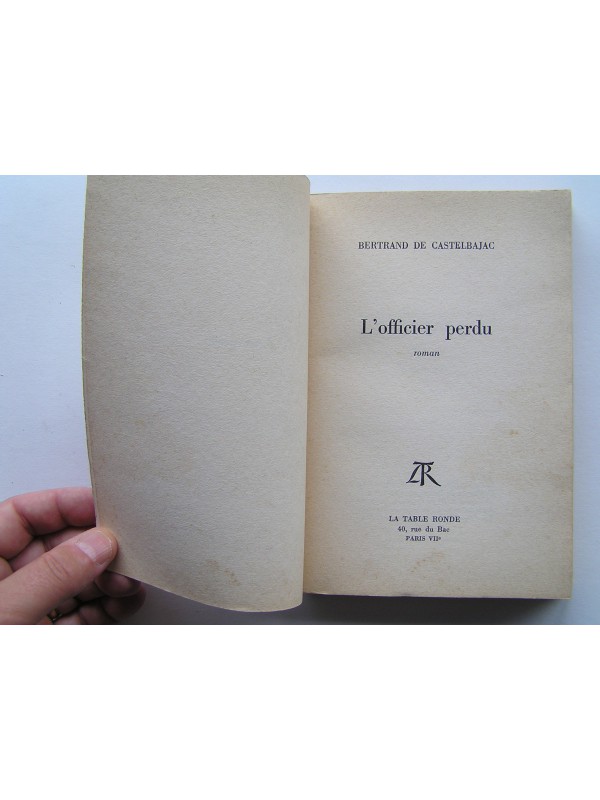 BERTRAND DE CASTELBAJAC
L'officier perdu
roman
LTR
LA TABLE RONDE
40, rue du Bac
PARIS VIIe